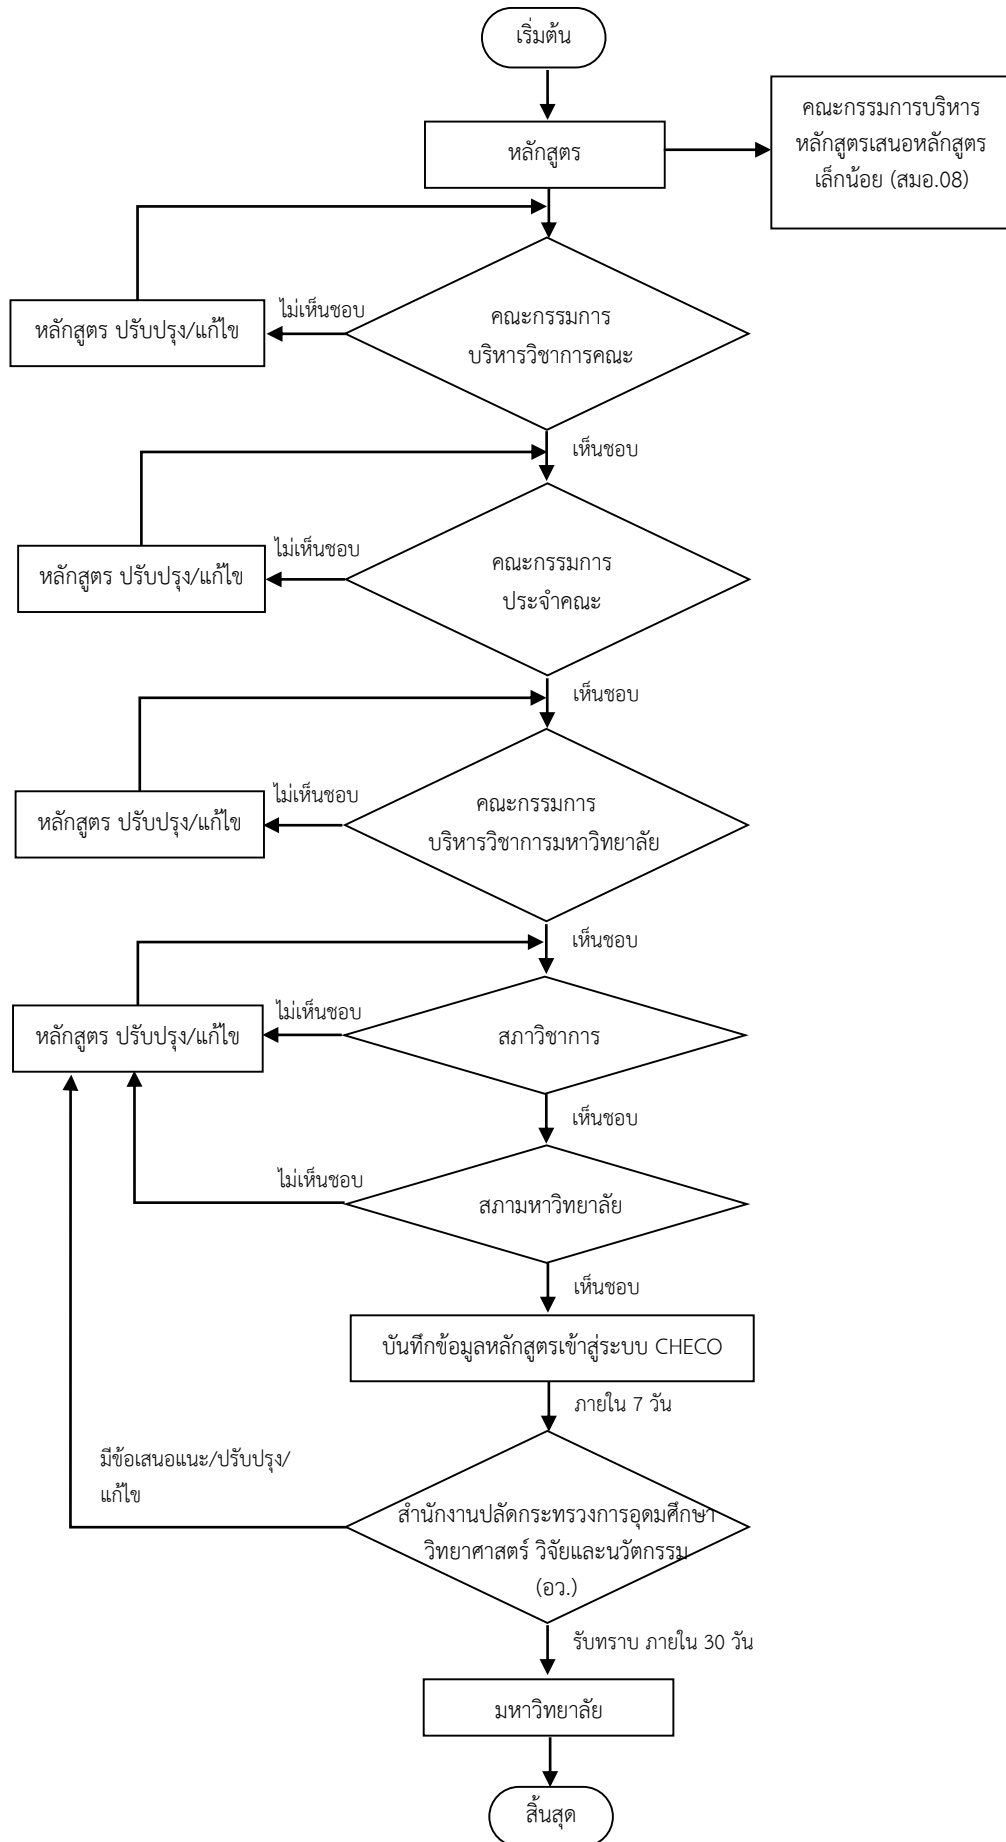 เริ่มต้น
หลักสูตร
คณะกรรมการบริหาร
หลักสูตรเสนอหลักสูตร
เล็กน้อย (สมอ.08)
ไม่เห็นชอบ
หลักสูตร ปรับปรุง/แก้ไข
คณะกรรมการ
บริหารวิชาการคณะ
เห็นชอบ
ไม่เห็นชอบ
หลักสูตร ปรับปรุง/แก้ไข
คณะกรรมการ
ประจำคณะ
เห็นชอบ
ไม่เห็นชอบ
หลักสูตร ปรับปรุง/แก้ไข
คณะกรรมการ
บริหารวิชาการมหาวิทยาลัย
เห็นชอบ
ไม่เห็นชอบ
หลักสูตร ปรับปรุง/แก้ไข
สภาวิชาการ
เห็นชอบ
ไม่เห็นชอบ
สภามหาวิทยาลัย
เห็นชอบ
บันทึกข้อมูลหลักสูตรเข้าสู่ระบบ CHECO
ภายใน 7 วัน
มีข้อเสนอแนะ/ปรับปรุง/
แก้ไข
สำนักงานปลัดกระทรวงการอุดมศึกษา
วิทยาศาสตร์ วิจัยและนวัตกรรม
(อว.)
รับทราบ ภายใน 30 วัน
มหาวิทยาลัย
สิ้นสุด